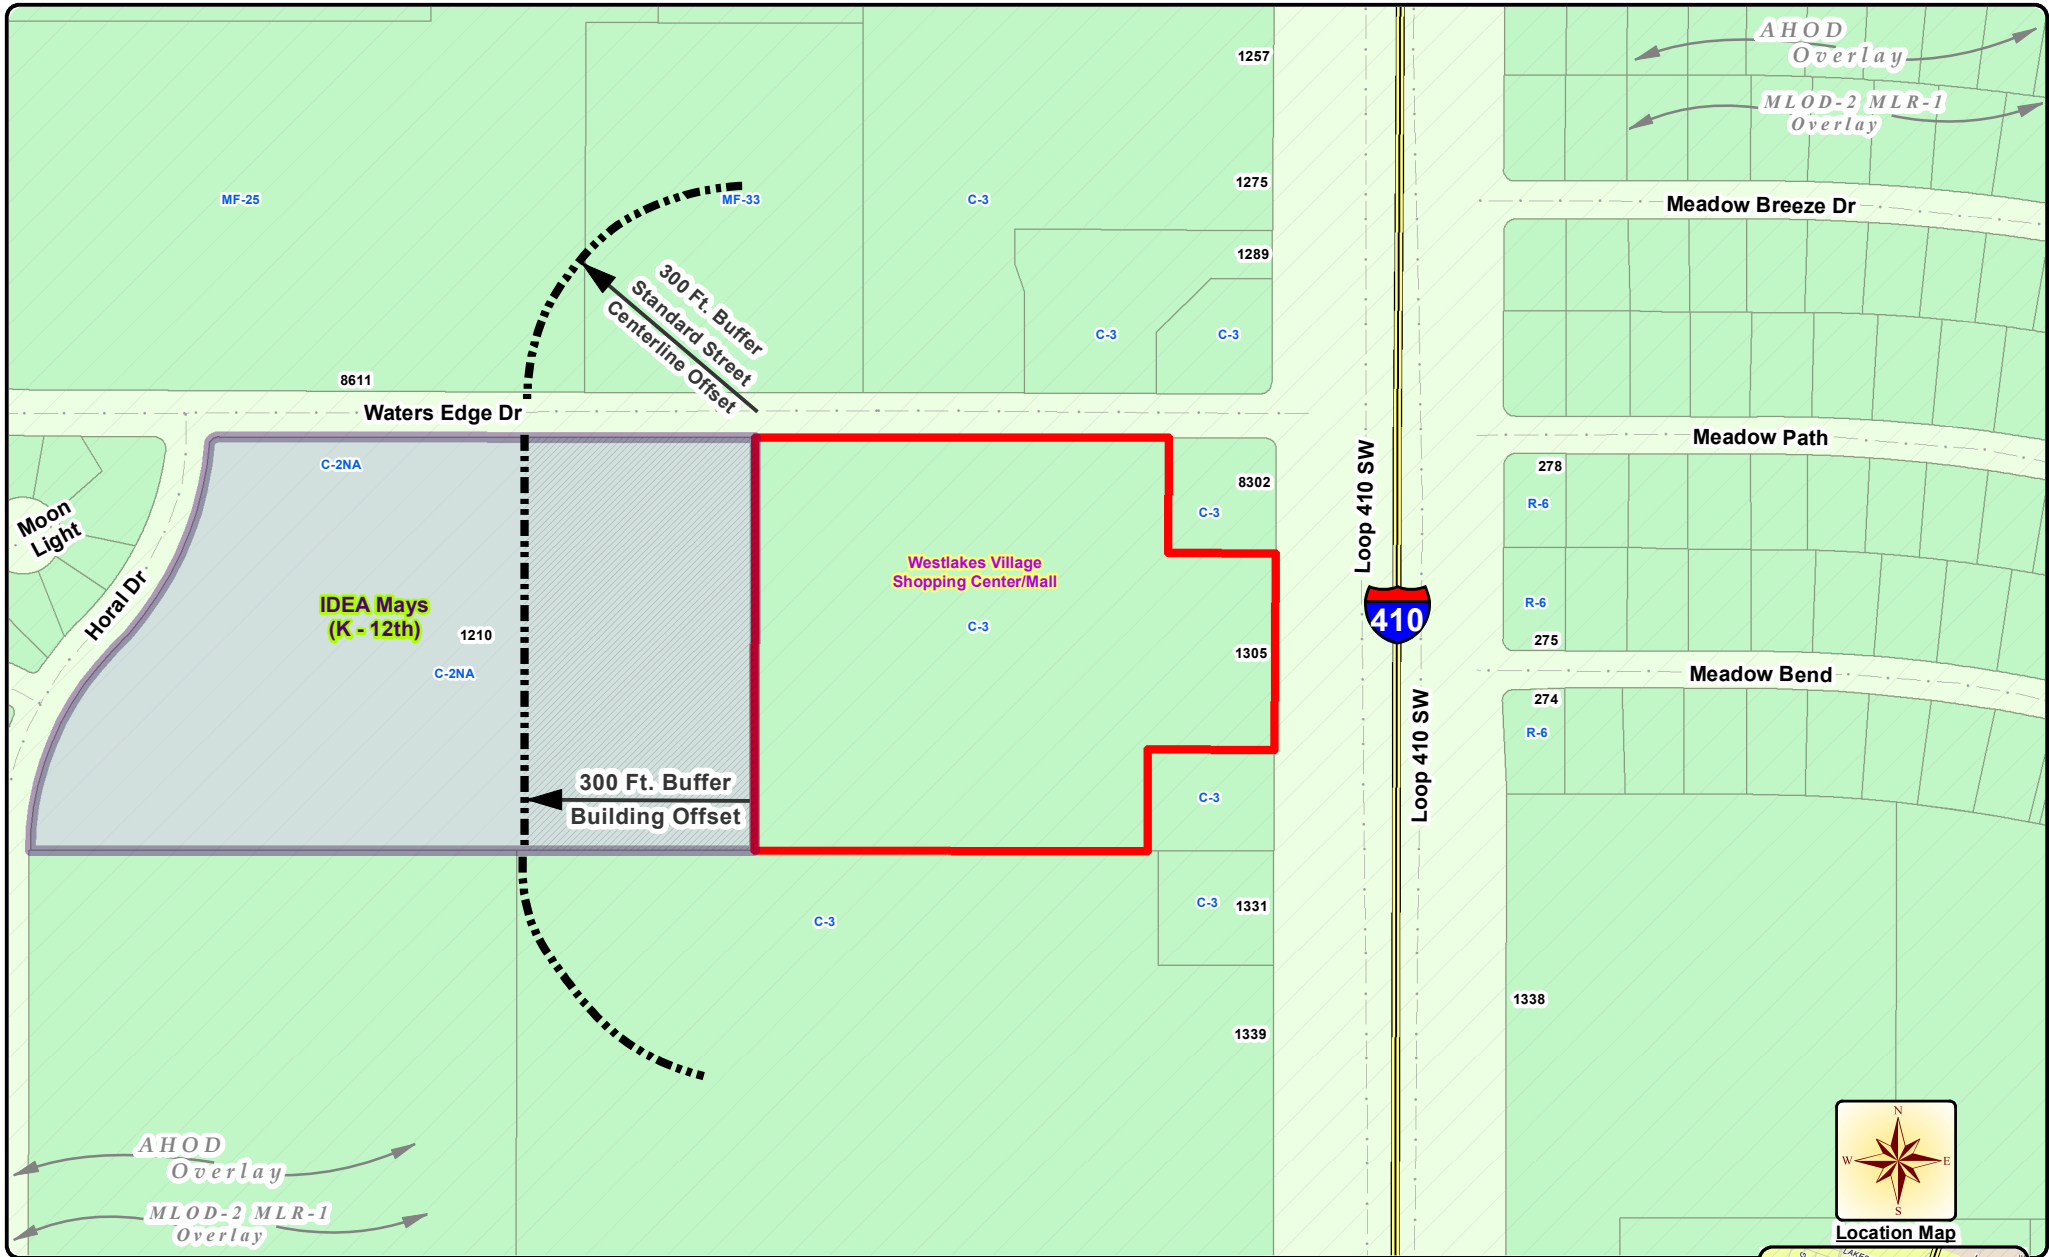 AHOD
Overlay
MLOD-2 MLR-1
Overlay
1257
1275
1289
MF-25
MF-33
C-3
C-3
C-3
Meadow Breeze Dr
300 Ft. Buffer
Standard Street
Centerline Offset
8611
Waters Edge Dr
Meadow Path
C-2NA
8302
C-3
Loop 410 SW
278
R-6
Moon
Light
Horal Dr
IDEA Mays
(K - 12th)
1210
C-2NA
Westlakes Village
Shopping Center/Mall
C-3
1305
410
R-6
275
Meadow Bend
274
R-6
Loop 410 SW
300 Ft. Buffer
Building Offset
C-3
C-3
C-3
1331
1338
1339
AHOD
Overlay
MLOD-2 MLR-1
Overlay
N
W
E
S
Location Map